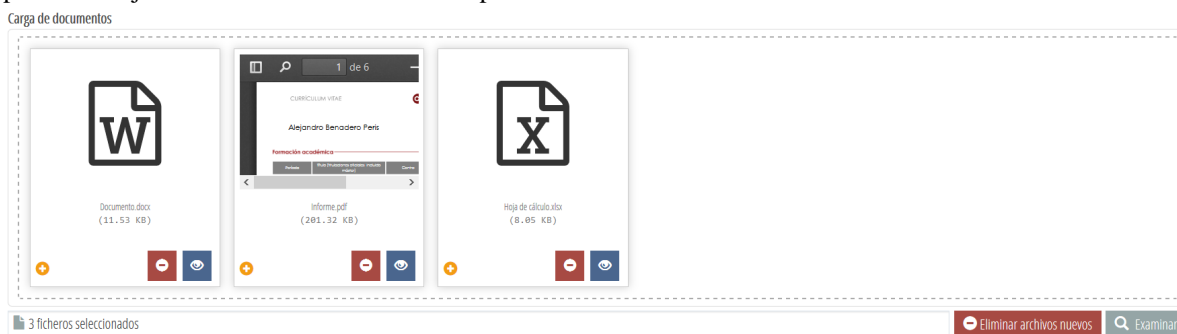 Carga de documentos
W
Documento.docx
(11.53 KB)
1 de 6
CURRICULUM VITAE
Alejandro Benadero Peris
Formación académica
informe.pdf
(201.32 KB)
X
Hoja de cálculo.xlsx
(8.05 KB)
3 ficheros seleccionados
Eliminar archivos nuevos
Examinar